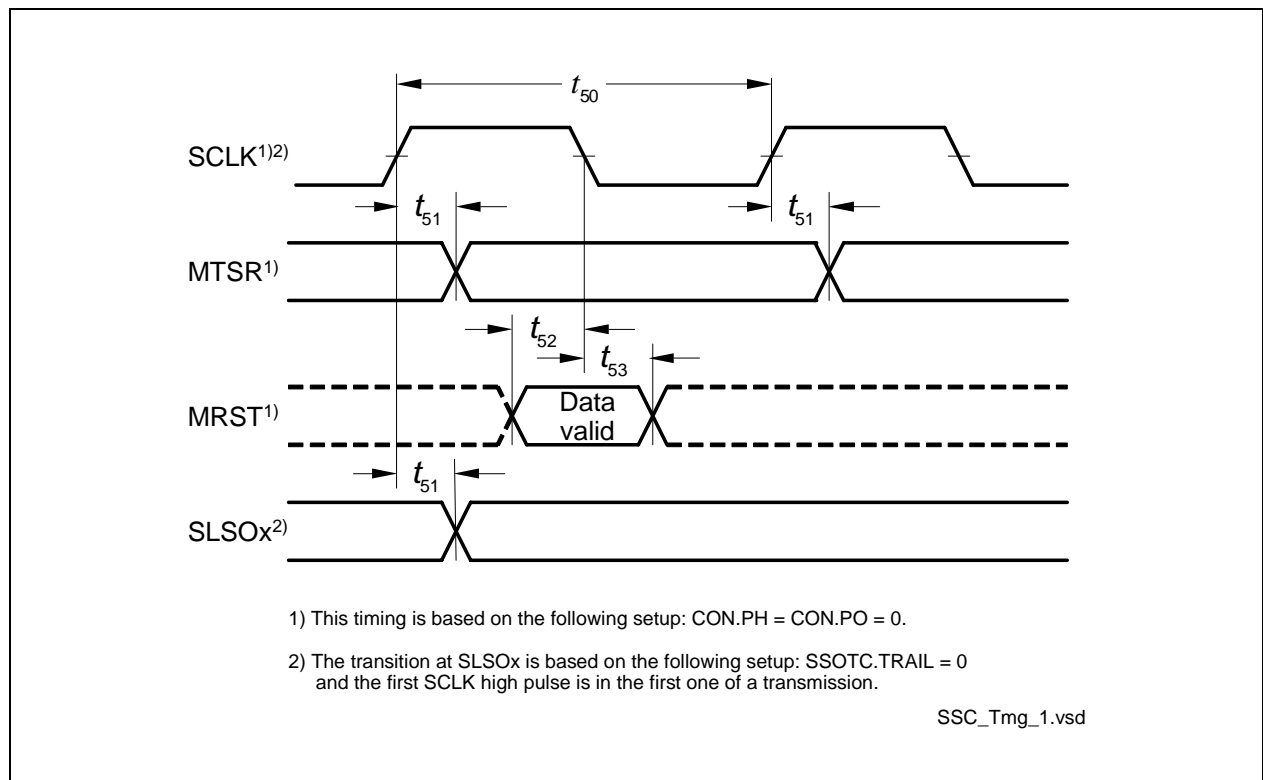 t50
SCLK1)2)
t51
t51
MTSR1)
t52
t53
MRST1)
Data
valid
t51
SLSOx2)
1) This timing is based on the following setup: CON.PH = CON.PO = 0.
2) The transition at SLSOx is based on the following setup: SSOTC.TRAIL = 0
and the first SCLK high pulse is in the first one of a transmission.
SSC_Tmg_1.vsd